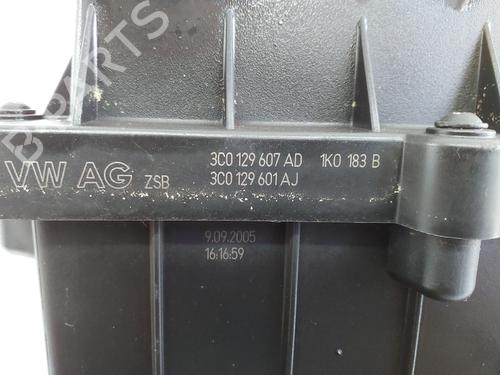 B-PARTS
3C0 129 607 AD 1K0 183 B
VW AG ZSB 3C0 129 601 AJ
9.09.2005
16:16:59